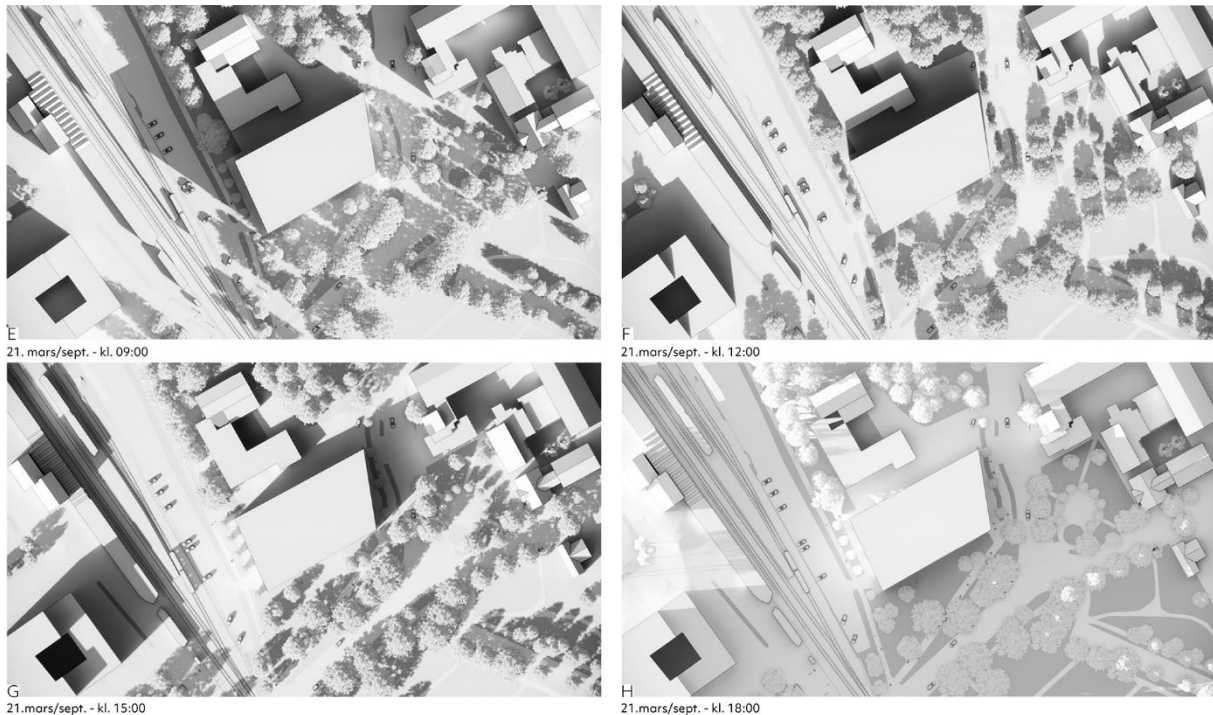 E
21. mars/sept. - kl. 09:00
F
21.mars/sept. - kl. 12:00
G
21.mars/sept. - kl. 15:00
H
21.mars/sept. - kl. 18:00